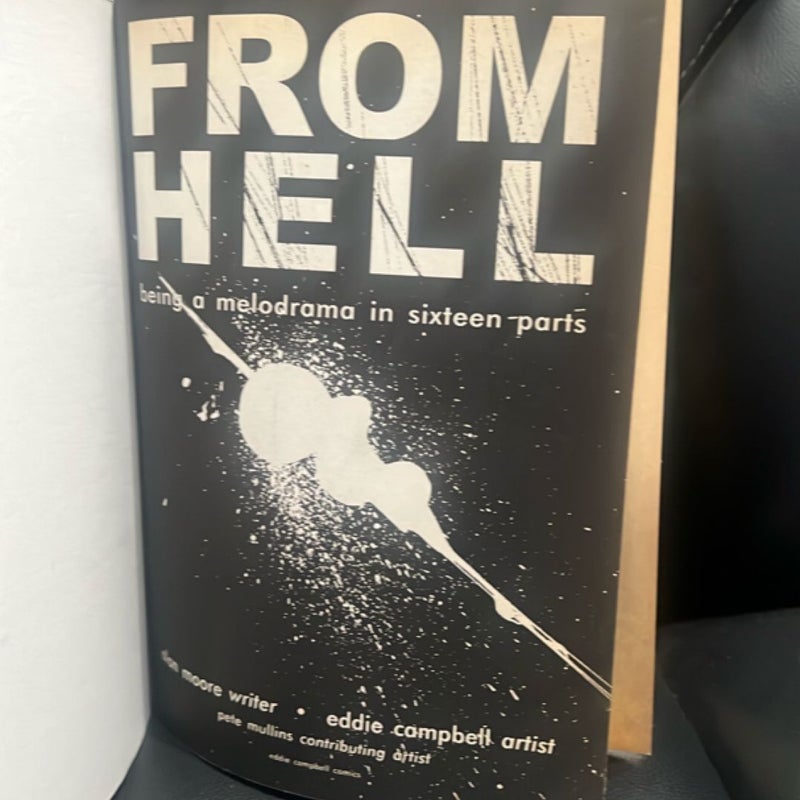 FROM
HELL
being a melodrama in sixteen parts
alan moore writer • eddie campbell artist
pete mullins contributing artist
eddie campbell comics